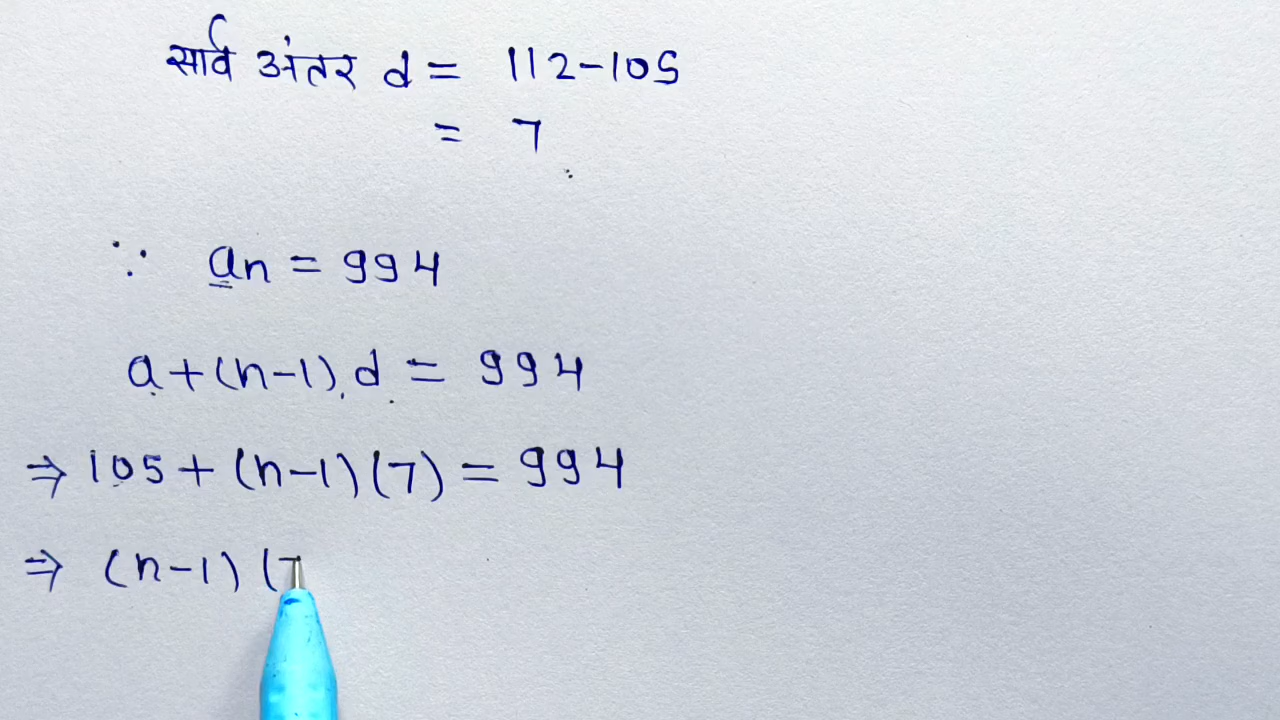 सार्व अंतर d = 112-105
= 7
∵ an = 994
a+(n-1).d = 994
⇒ 105+(n-1)(7) = 994
⇒ (n-1)(7